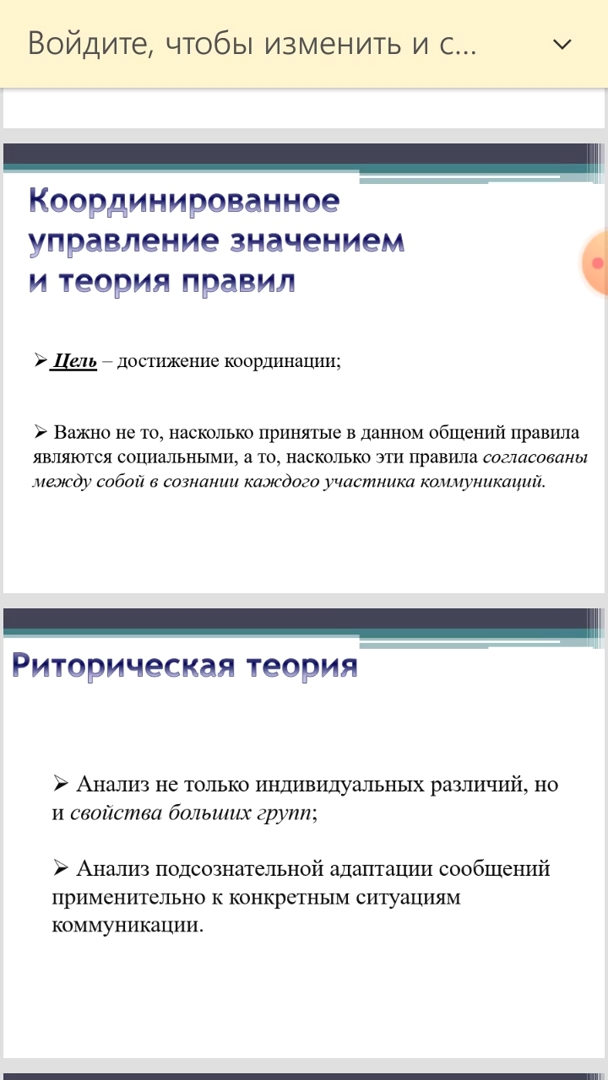 Войдите, чтобы изменить и с...
Координированное
управление значением
и теория правил
➢ Цель – достижение координации;
➢ Важно не то, насколько принятые в данном общений правила
являются социальными, а то, насколько эти правила согласованы
между собой в сознании каждого участника коммуникаций.
Риторическая теория
➢ Анализ не только индивидуальных различий, но
и свойства больших групп;
➢ Анализ подсознательной адаптации сообщений
применительно к конкретным ситуациям
коммуникации.